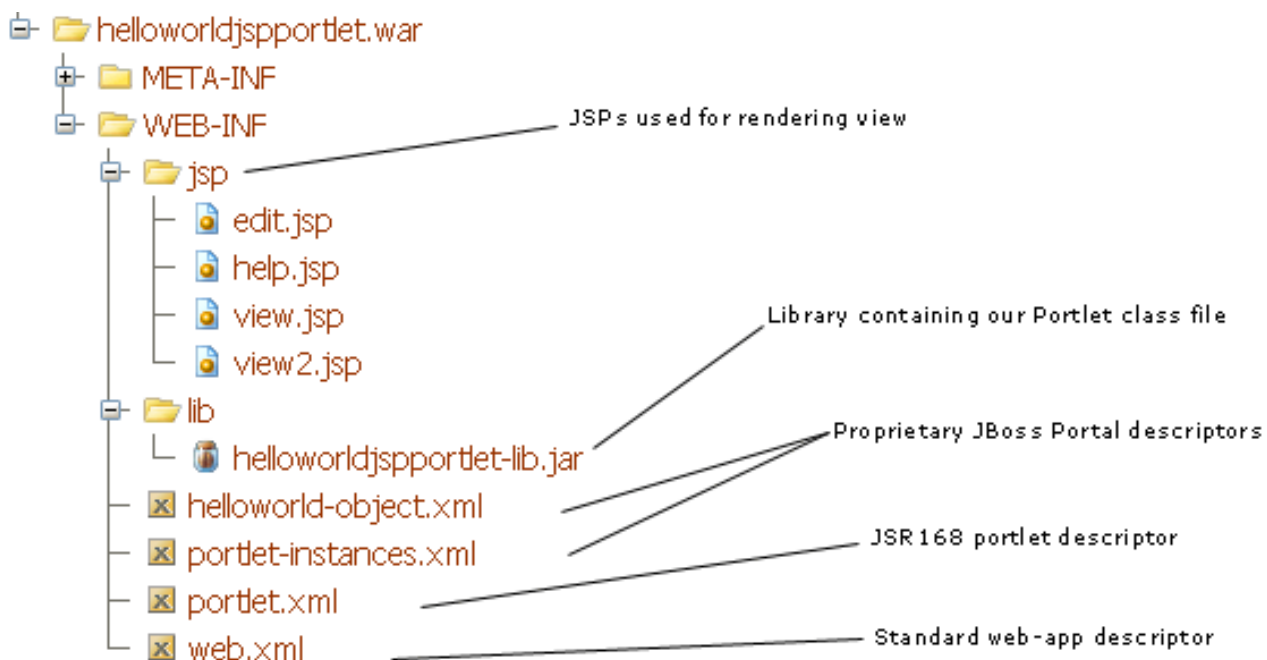 helloworldjspportlet.war
META-INF
WEB-INF
JSPs used for rendering view
jsp
edit.jsp
help.jsp
view.jsp
Library containing our Portlet class file
view2.jsp
lib
Proprietary JBoss Portal descriptors
helloworldjspportlet-lib.jar
helloworld-object.xml
JSR168 portlet descriptor
portlet-instances.xml
portlet.xml
Standard web-app descriptor
web.xml